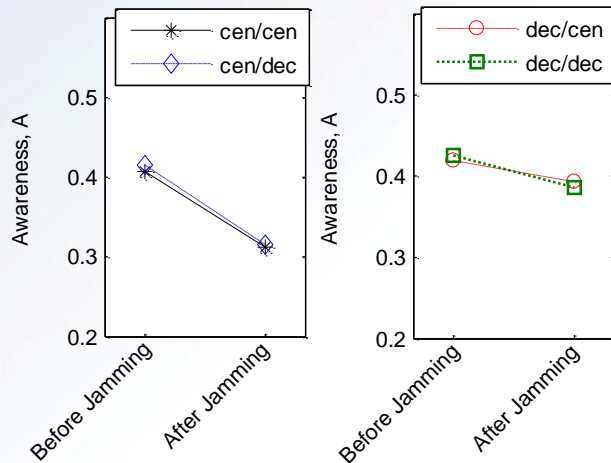 cen/cen
cen/dec
Awareness, A
0.5
0.4
0.3
0.2
Before Jamming
After Jamming
dec/cen
dec/dec
Awareness, A
0.5
0.4
0.3
0.2
Before Jamming
After Jamming